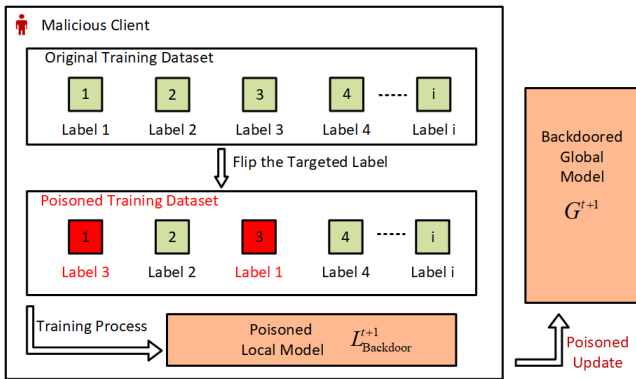 Malicious Client
Original Training Dataset
1 2 3 4 ...... i
Label 1 Label 2 Label 3 Label 4 Label i
Flip the Targeted Label
Poisoned Training Dataset
1 2 3 4 ...... i
Label 3 Label 2 Label 1 Label 4 Label i
Training Process
Poisoned
Local Model
L^{t+1}_{Backdoor}
Backdoored
Global
Model
G^{t+1}
Poisoned
Update